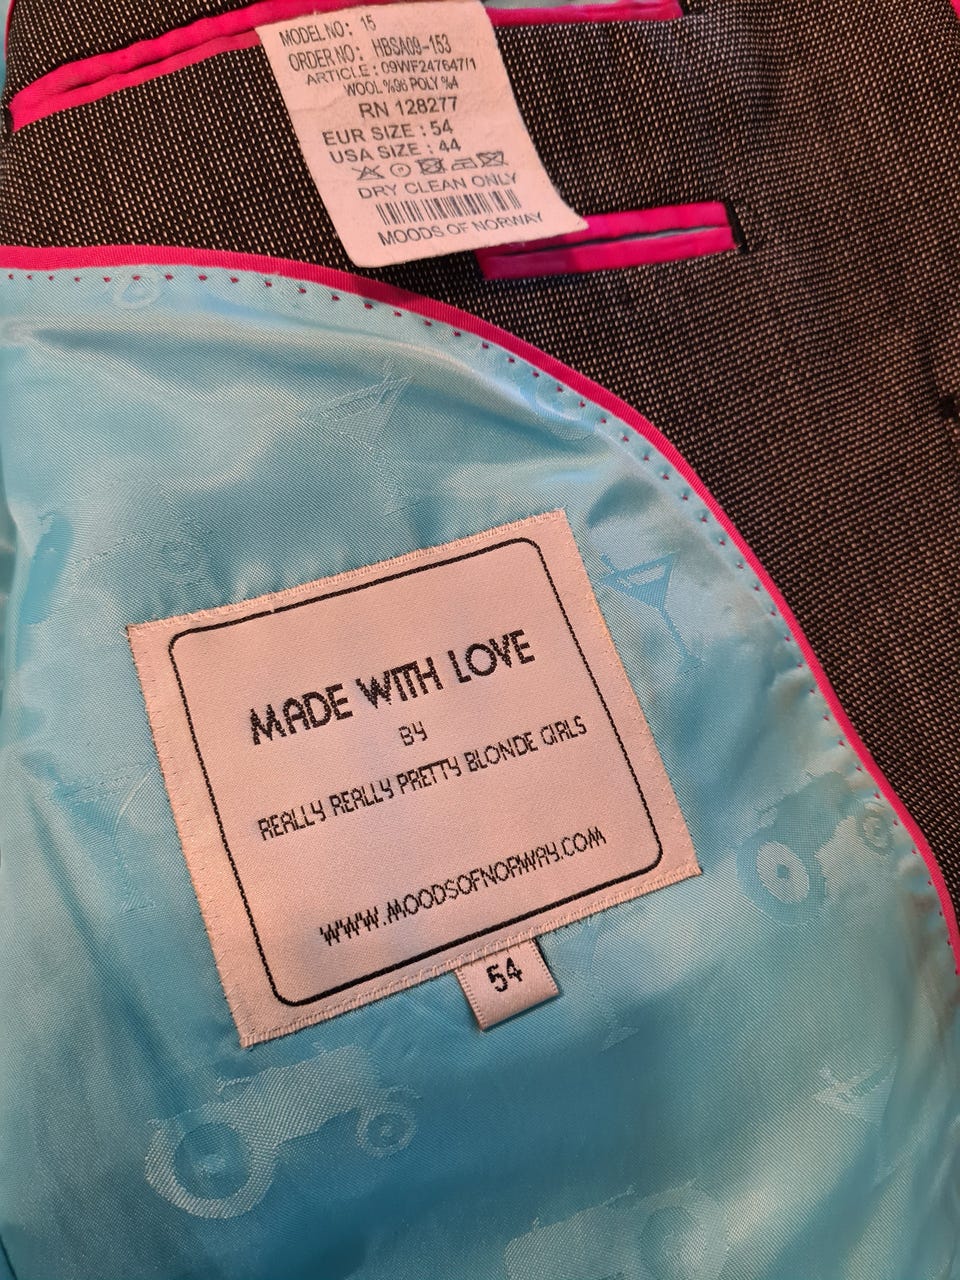 MODEL NO: 15
ORDER NO: HBSA09-153
ARTICLE : 09WF247647/1
WOOL %96 POLY %4
RN 128277
EUR SIZE : 54
USA SIZE : 44
DRY CLEAN ONLY
MOODS OF NORWAY
MADE WITH LOVE
BY
REALLY REALLY PRETTY BLONDE GIRLS
WWW.MOODSOFNORWAY.COM
54